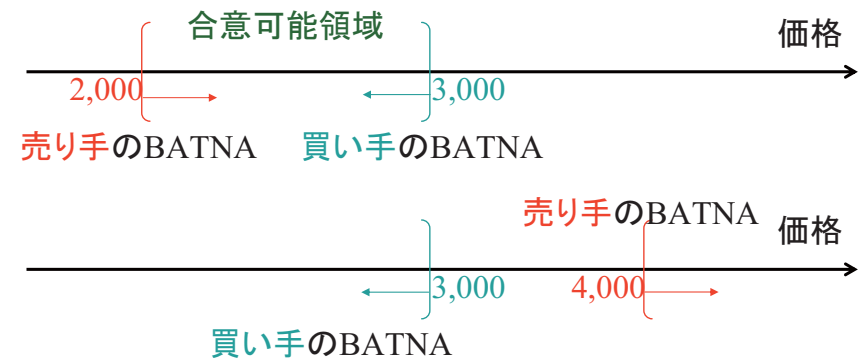 合意可能領域
価格
2,000
3,000
売り手のBATNA
買い手のBATNA
売り手のBATNA
価格
3,000
4,000
買い手のBATNA